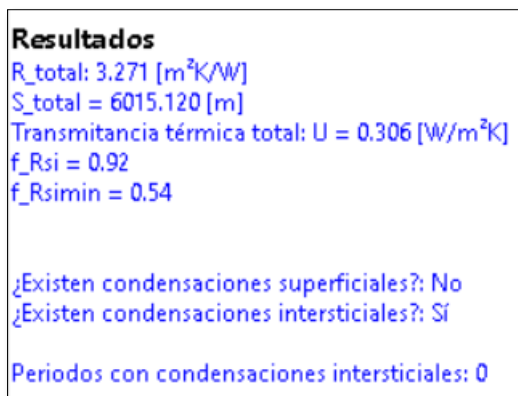 Resultados
R_total: 3.271 [m²K/W]
S_total = 6015.120 [m]
Transmitancia térmica total: U = 0.306 [W/m²K]
f_Rsi = 0.92
f_Rsimin = 0.54
¿Existen condensaciones superficiales?: No
¿Existen condensaciones intersticiales?: Sí
Periodos con condensaciones intersticiales: 0